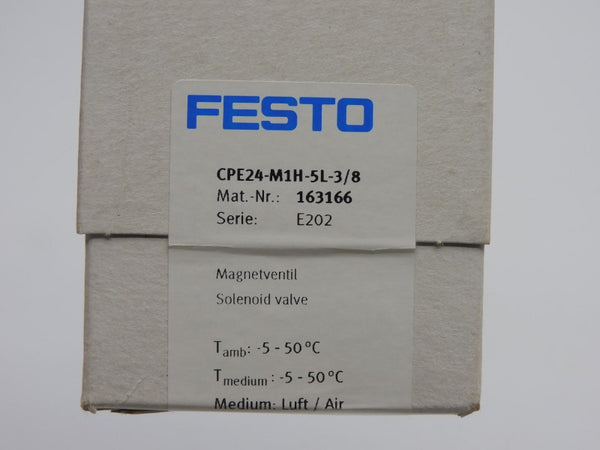 FESTO
CPE24-M1H-5L-3/8
Mat.-Nr.: 163166
Serie: E202
Magnetventil
Solenoid valve
Tamb: -5 - 50 °C
Tmedium : -5 - 50 °C
Medium: Luft / Air